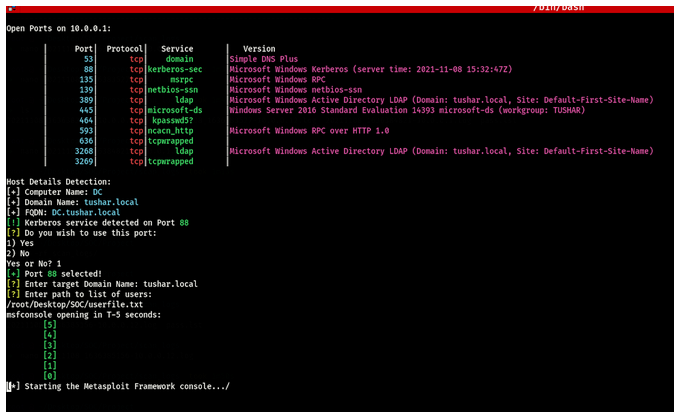 /bin/bash
Open Ports on 10.0.0.1:
| Port| Protocol| Service | Version
| 53| tcp| domain |Simple DNS Plus
| 88| tcp|kerberos-sec |Microsoft Windows Kerberos (server time: 2021-11-08 15:32:47Z)
| 135| tcp| msrpc |Microsoft Windows RPC
| 139| tcp|netbios-ssn |Microsoft Windows netbios-ssn
| 389| tcp| ldap |Microsoft Windows Active Directory LDAP (Domain: tushar.local, Site: Default-First-Site-Name)
| 445| tcp|microsoft-ds |Windows Server 2016 Standard Evaluation 14393 microsoft-ds (workgroup: TUSHAR)
| 464| tcp| kpasswd5? |
| 593| tcp|ncacn_http |Microsoft Windows RPC over HTTP 1.0
| 636| tcp|tcpwrapped |
| 3268| tcp| ldap |Microsoft Windows Active Directory LDAP (Domain: tushar.local, Site: Default-First-Site-Name)
| 3269| tcp|tcpwrapped |
Host Details Detection:
[+] Computer Name: DC
[+] Domain Name: tushar.local
[+] FQDN: DC.tushar.local
[!] Kerberos service detected on Port 88
[?] Do you wish to use this port:
1) Yes
2) No
Yes or No? 1
[+] Port 88 selected!
[?] Enter target Domain Name: tushar.local
[?] Enter path to list of users:
/root/Desktop/SOC/userfile.txt
msfconsole opening in T-5 seconds:
[5]
[4]
[3]
[2]
[1]
[0]
[*] Starting the Metasploit Framework console.../